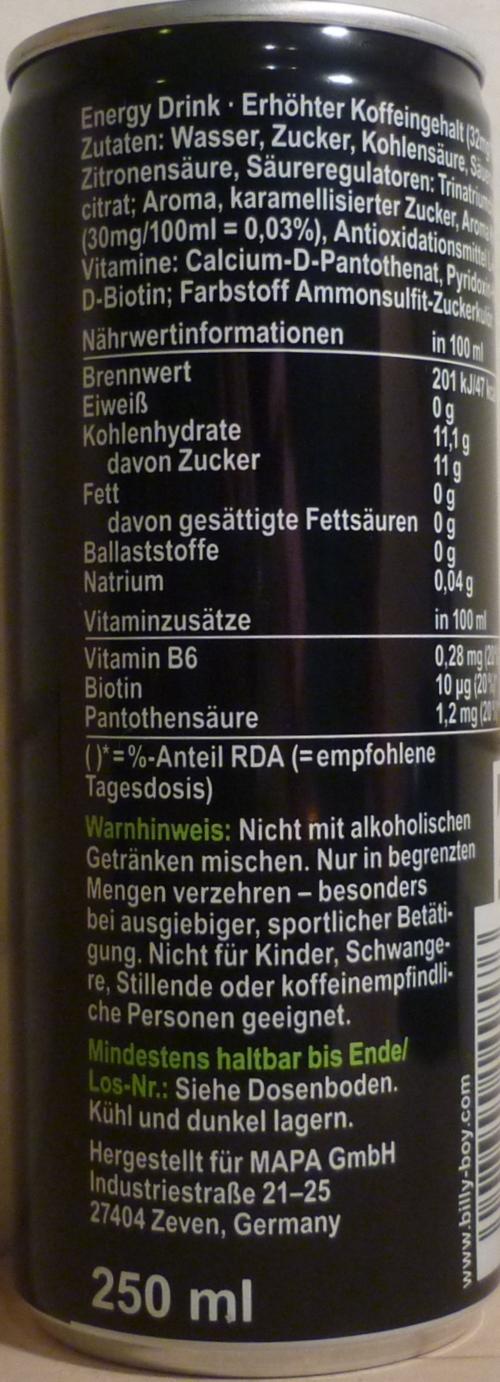 Energy Drink · Erhöhter Koffeingehalt (32mg
Zutaten: Wasser, Zucker, Kohlensäure,
Zitronensäure, Säureregulatoren:
citrat; Aroma, karamellisierter Zucker,
(30mg/100ml = 0,03%), Antioxidationsmittel
Vitamine: Calcium-D-Pantothenat,
D-Biotin; Farbstoff
Nährwertinformationen in 100 ml
Brennwert 201 kJ/47
Eiweiß 0 g
Kohlenhydrate 11,1 g
davon Zucker 11 g
Fett 0 g
davon gesättigte Fettsäuren 0 g
Ballaststoffe 0 g
Natrium 0,04 g
Vitaminzusätze in 100 ml
Vitamin B6 0,28 mg (20%
Biotin 10 µg (20%
Pantothensäure 1,2 mg (20%
( )*=%-Anteil RDA (=empfohlene
Tagesdosis)
Warnhinweis: Nicht mit alkoholischen
Getränken mischen. Nur in begrenzten
Mengen verzehren – besonders
bei ausgiebiger, sportlicher Betäti-
gung. Nicht für Kinder, Schwange-
re, Stillende oder koffeinempfindli-
che Personen geeignet.
Mindestens haltbar bis Ende/
Los-Nr.: Siehe Dosenboden.
Kühl und dunkel lagern.
Hergestellt für MAPA GmbH
Industriestraße 21–25
27404 Zeven, Germany
250 ml
www.billy-boy.com